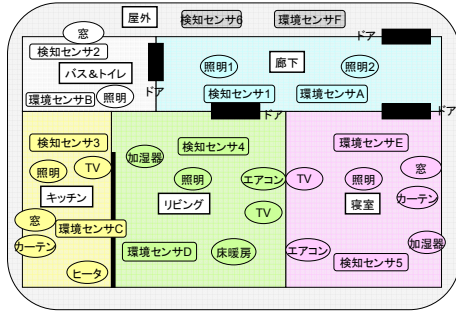 屋外
検知センサ6
環境センサF
窓
ドア
検知センサ2
バス&トイレ
環境センサB
照明
ドア
照明1
廊下
照明2
検知センサ1
環境センサA
ドア
ドア
検知センサ3
照明
TV
キッチン
窓
環境センサC
カーテン
ヒータ
加湿器
検知センサ4
照明
エアコン
リビング
TV
環境センサD
床暖房
環境センサE
TV
照明
窓
寝室
カーテン
エアコン
加湿器
検知センサ5